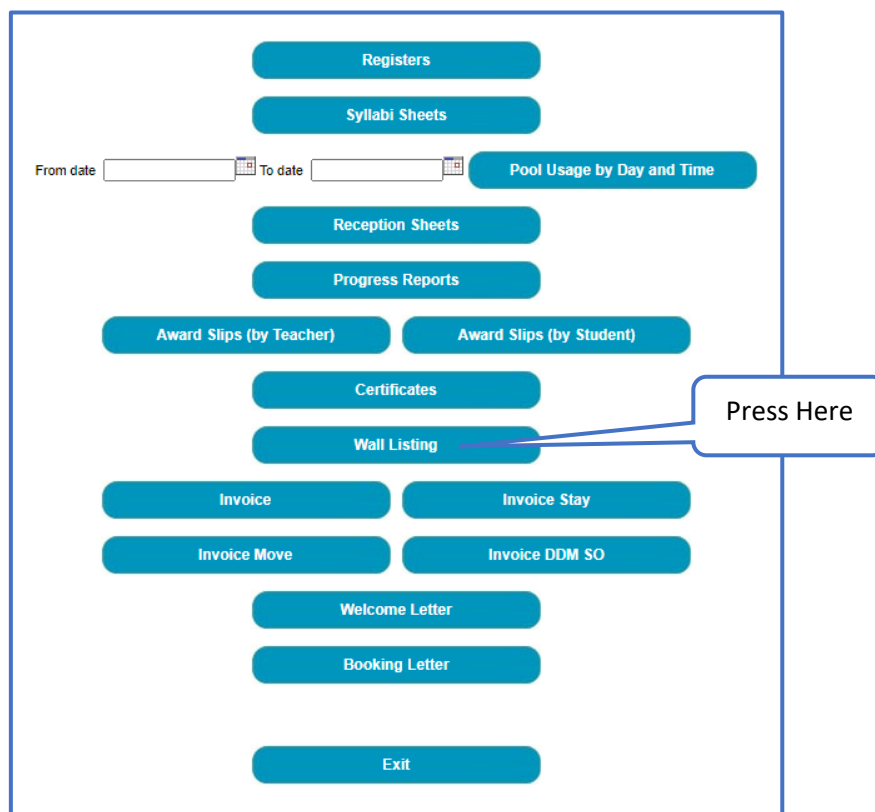 Registers
Syllabi Sheets
From date To date Pool Usage by Day and Time
Reception Sheets
Progress Reports
Award Slips (by Teacher) Award Slips (by Student)
Certificates
Press Here
Wall Listing
Invoice Invoice Stay
Invoice Move Invoice DDM SO
Welcome Letter
Booking Letter
Exit